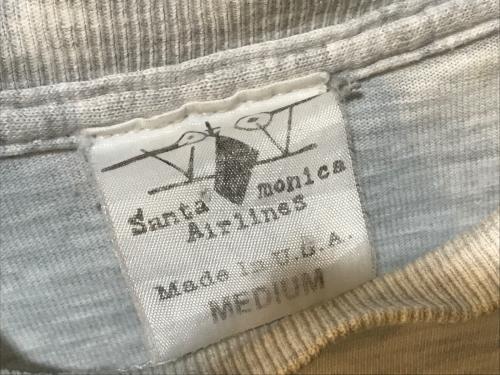 Santa monica
Airlines
Made in U.S.A.
MEDIUM